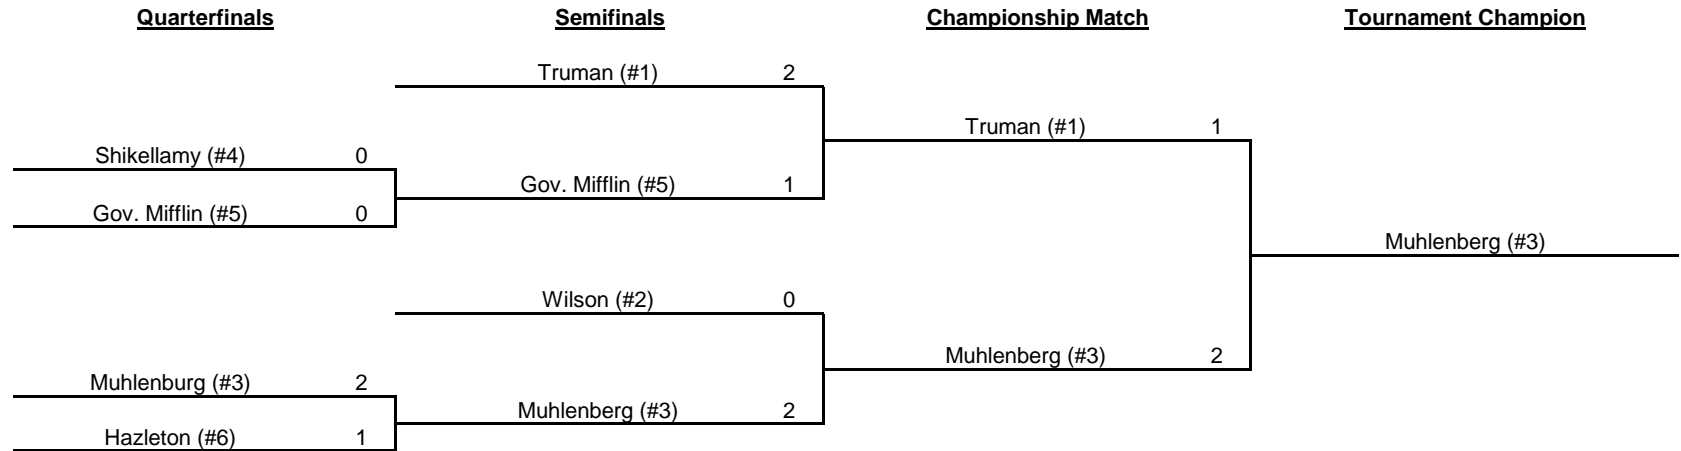 Quarterfinals Semifinals Championship Match Tournament Champion
Truman (#1) 2
Truman (#1) 1
Shikellamy (#4) 0
Gov. Mifflin (#5) 1
Gov. Mifflin (#5) 0
Muhlenberg (#3)
Wilson (#2) 0
Muhlenberg (#3) 2
Muhlenburg (#3) 2
Muhlenberg (#3) 2
Hazleton (#6) 1